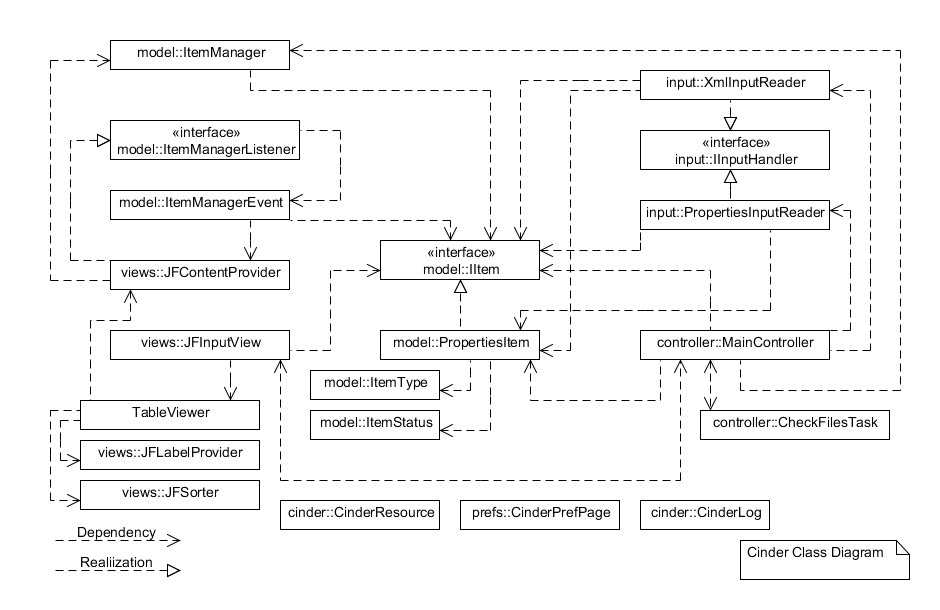 model::ItemManager
input::XmlInputReader
«interface»
model::ItemManagerListener
«interface»
input::IInputHandler
model::ItemManagerEvent
input::PropertiesInputReader
«interface»
model::IItem
views::JFContentProvider
views::JFInputView
model::PropertiesItem
controller::MainController
model::ItemType
TableViewer
model::ItemStatus
controller::CheckFilesTask
views::JFLabelProvider
views::JFSorter
cinder::CinderResource
prefs::CinderPrefPage
cinder::CinderLog
Dependency
Realiization
Cinder Class Diagram